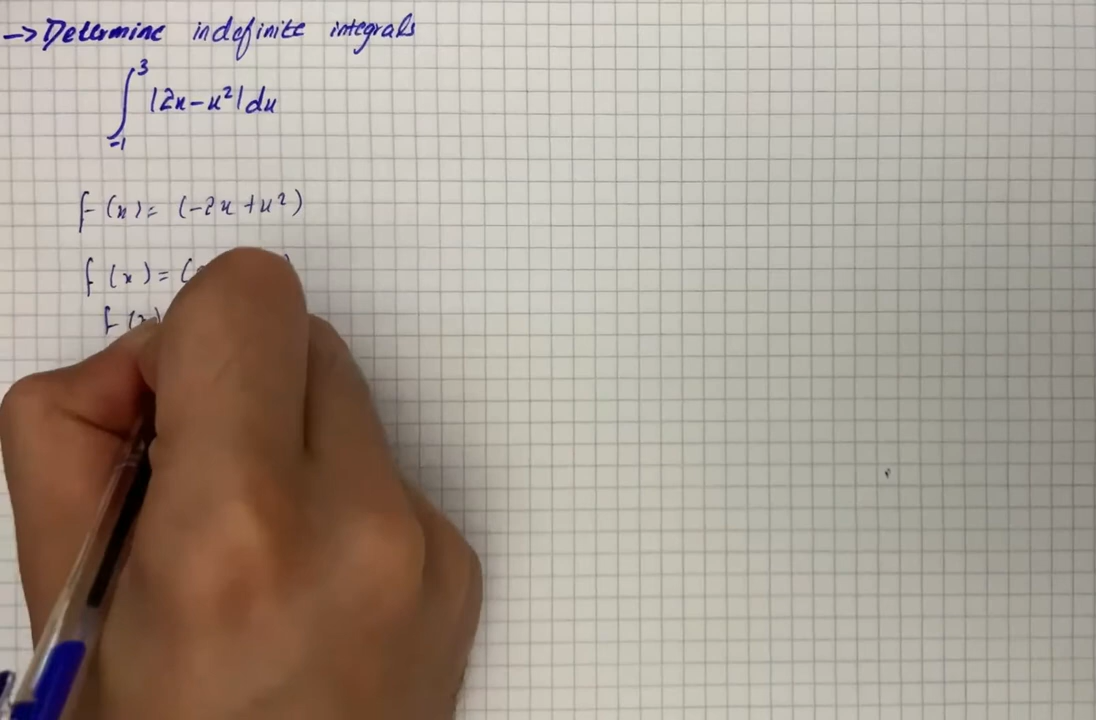 →Determine indefinite integrals
∫₋₁³ |2x-x²|dx
f(x)= (-2x+x²)
f(x)=(
f(x)